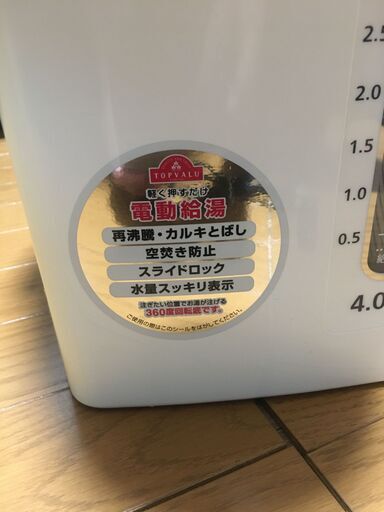 TOPVALU
軽く押すだけ
電動給湯
再沸騰・カルキとばし
空焚き防止
スライドロック
水量スッキリ表示
注ぎたい位置でお湯が注げる
360度回転底です。
ご使用の際はこのシールをはがしてください。
2.5
2.0
1.5
1.0
0.5
4.0